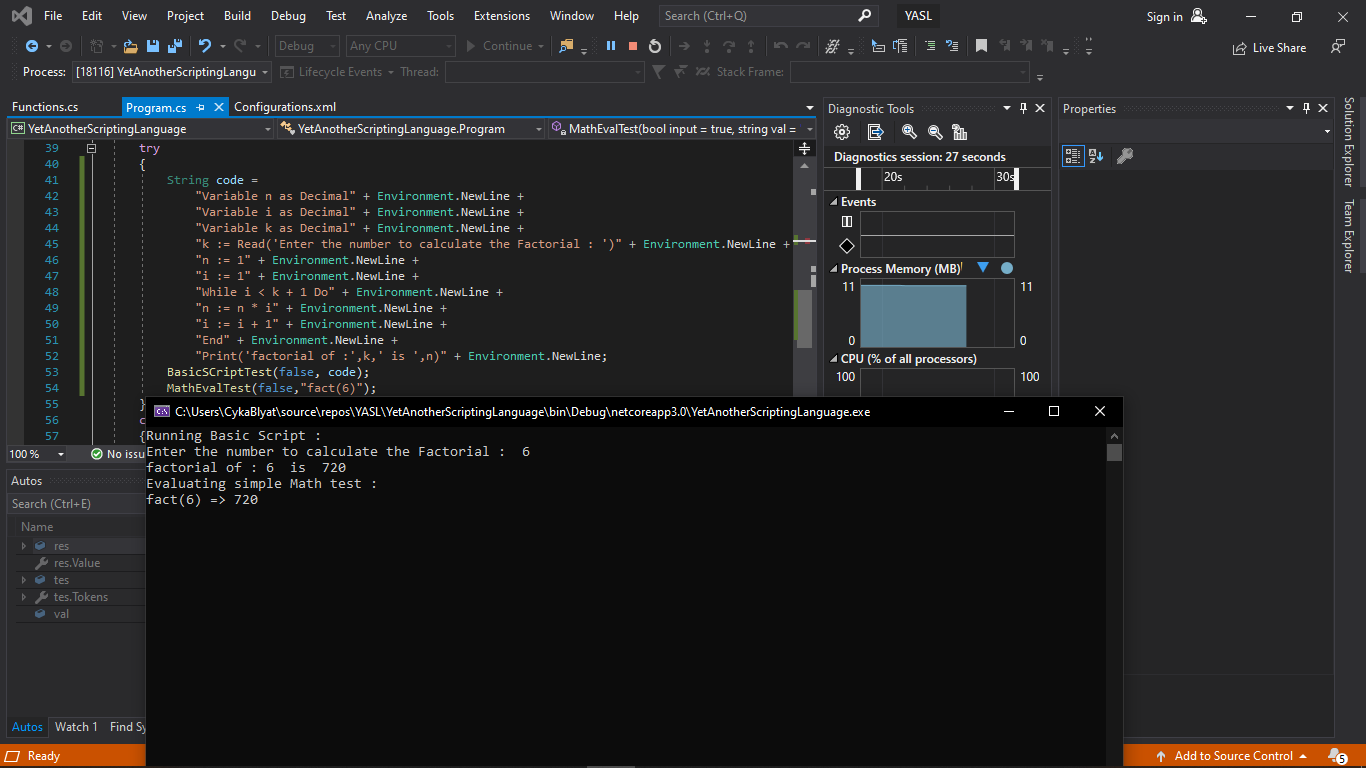 File Edit View Project Build Debug Test Analyze Tools Extensions Window Help Search (Ctrl+Q) YASL Sign in
Debug Any CPU Continue Live Share
Process: [18116] YetAnotherScriptingLangu Lifecycle Events Thread: Stack Frame:
Functions.cs Program.cs Configurations.xml
C# YetAnotherScriptingLanguage YetAnotherScriptingLanguage.Program MathEvalTest(bool input = true, string val =
39 try
40 {
41 String code =
42 "Variable n as Decimal" + Environment.NewLine +
43 "Variable i as Decimal" + Environment.NewLine +
44 "Variable k as Decimal" + Environment.NewLine +
45 "k := Read('Enter the number to calculate the Factorial : ')" + Environment.NewLine +
46 "n := 1" + Environment.NewLine +
47 "i := 1" + Environment.NewLine +
48 "While i < k + 1 Do" + Environment.NewLine +
49 "n := n * i" + Environment.NewLine +
50 "i := i + 1" + Environment.NewLine +
51 "End" + Environment.NewLine +
52 "Print('factorial of :',k,' is ',n)" + Environment.NewLine;
53 BasicSCriptTest(false, code);
54 MathEvalTest(false,"fact(6)");
55 }
56 c
57 {
100 % No issu
Diagnostic Tools
Diagnostics session: 27 seconds
20s 30s
Events
Process Memory (MB)
11 11
0 0
CPU (% of all processors)
100 100
Properties
Solution Explorer
Team Explorer
Autos
Search (Ctrl+E)
Name
res
res.Value
tes
tes.Tokens
val
Autos Watch 1 Find Sy
C:\Users\CykaBlyat\source\repos\YASL\YetAnotherScriptingLanguage\bin\Debug\netcoreapp3.0\YetAnotherScriptingLanguage.exe
Running Basic Script :
Enter the number to calculate the Factorial :  6
factorial of : 6  is  720
Evaluating simple Math test :
fact(6) => 720
Ready Add to Source Control 5